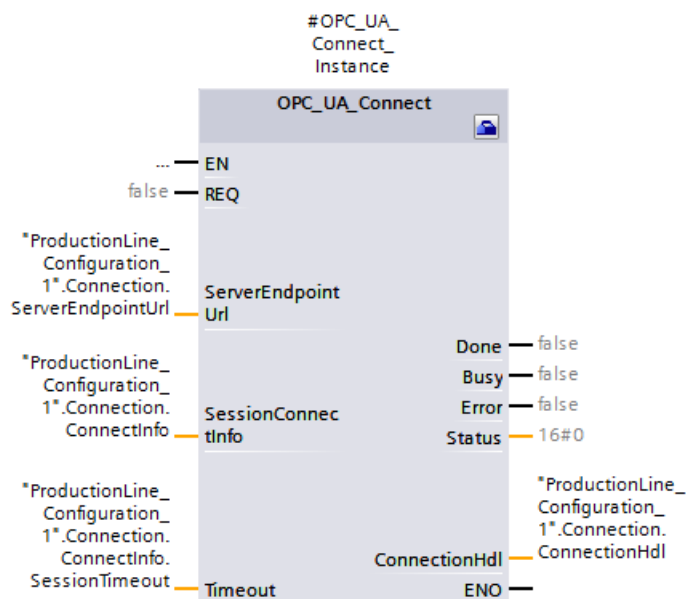 #OPC_UA_
Connect_
Instance
OPC_UA_Connect
... EN
false REQ
"ProductionLine_
Configuration_
1".Connection.
ServerEndpointUrl
ServerEndpoint
Url
Done false
Busy false
Error false
Status 16#0
"ProductionLine_
Configuration_
1".Connection.
ConnectInfo
SessionConnec
tInfo
"ProductionLine_
Configuration_
1".Connection.
ConnectInfo.
SessionTimeout
Timeout
ConnectionHdl
"ProductionLine_
Configuration_
1".Connection.
ConnectionHdl
ENO